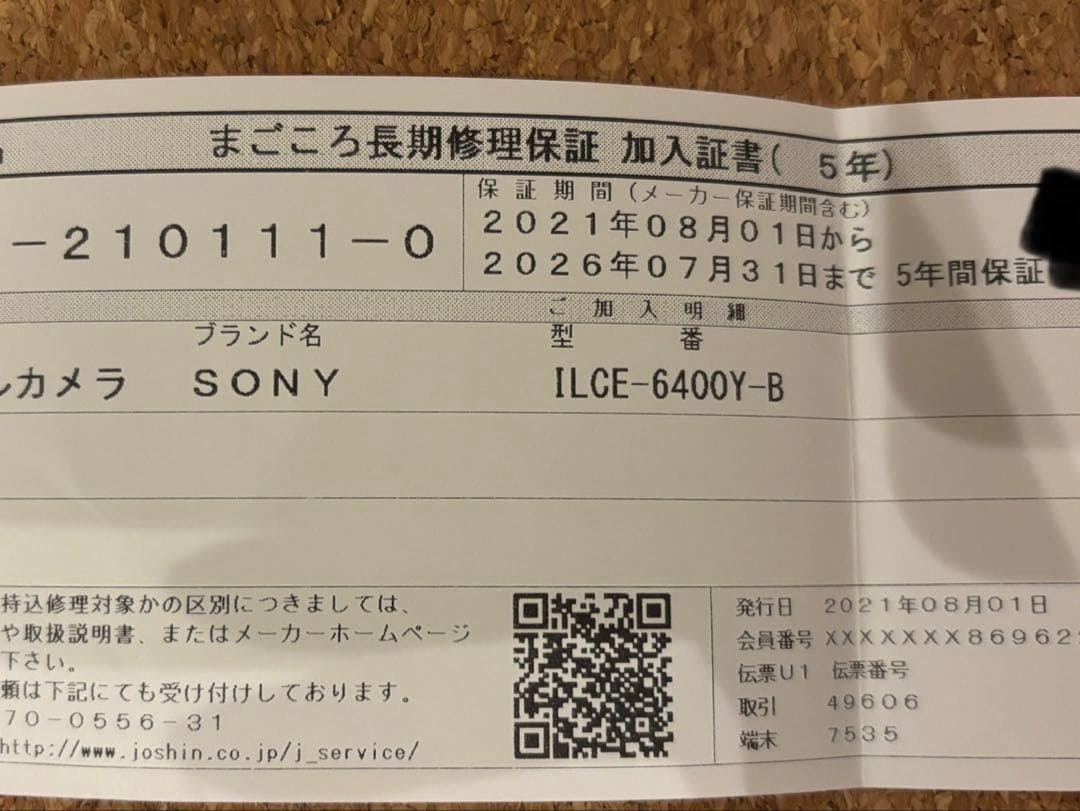 まごころ長期修理保証 加入証書( 5年)
保証期間(メーカー保証期間含む)
2021年08月01日から
-210111-0
2026年07月31日まで 5年間保証
ご加入明細
ブランド名 型番
ルカメラ SONY ILCE-6400Y-B
持込修理対象かの区別につきましては、
や取扱説明書、またはメーカーホームページ
下さい。
頼は下記にても受け付けしております。
70-0556-31
http://www.joshin.co.jp/j_service/
発行日 2021年08月01日
会員番号 XXXXXXX86962
伝票U1 伝票番号
取引 49606
端末 7535